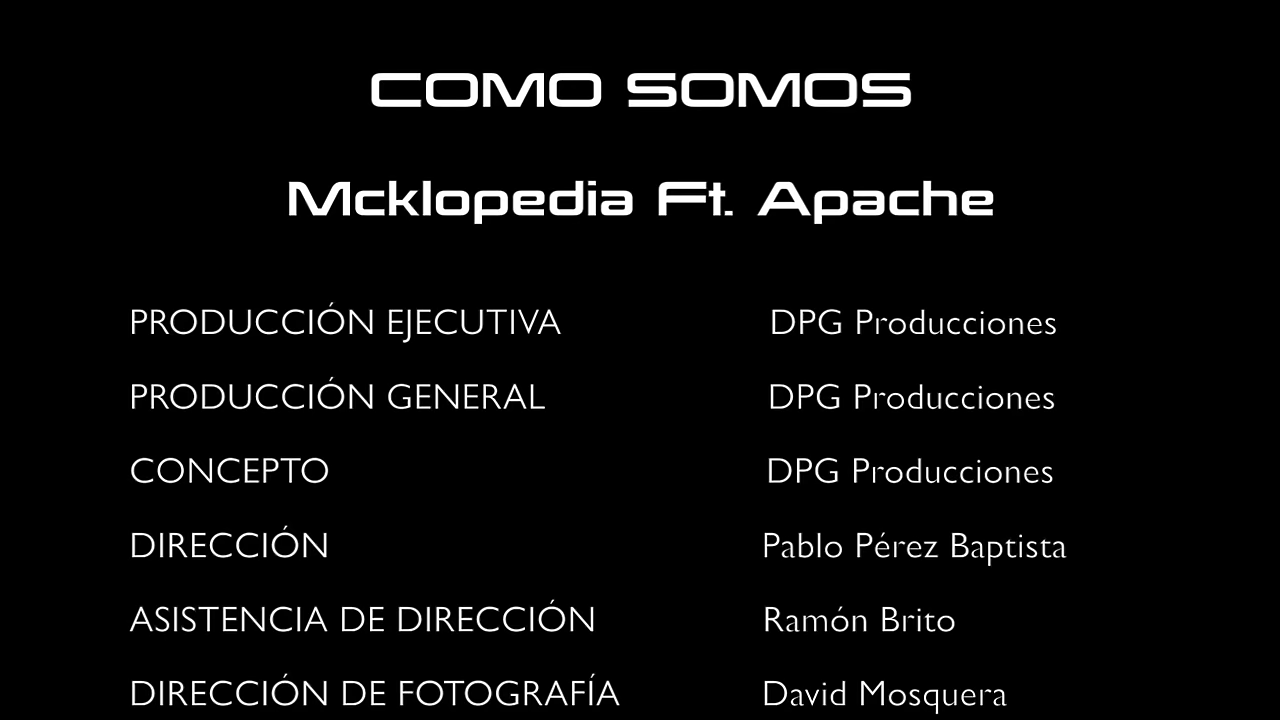 COMO SOMOS
Mcklopedia Ft. Apache
PRODUCCIÓN EJECUTIVA DPG Producciones
PRODUCCIÓN GENERAL DPG Producciones
CONCEPTO DPG Producciones
DIRECCIÓN Pablo Pérez Baptista
ASISTENCIA DE DIRECCIÓN Ramón Brito
DIRECCIÓN DE FOTOGRAFÍA David Mosquera